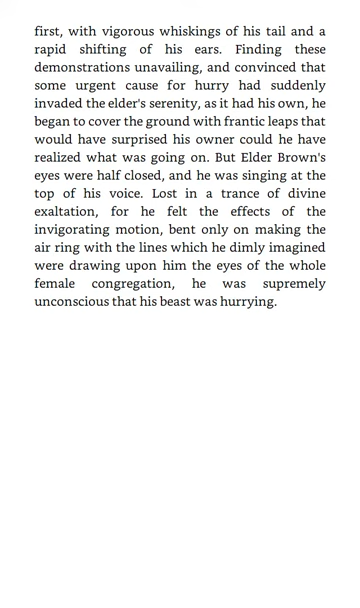 first, with vigorous whiskings of his tail and a
rapid shifting of his ears. Finding these
demonstrations unavailing, and convinced that
some urgent cause for hurry had suddenly
invaded the elder's serenity, as it had his own, he
began to cover the ground with frantic leaps that
would have surprised his owner could he have
realized what was going on. But Elder Brown's
eyes were half closed, and he was singing at the
top of his voice. Lost in a trance of divine
exaltation, for he felt the effects of the
invigorating motion, bent only on making the
air ring with the lines which he dimly imagined
were drawing upon him the eyes of the whole
female congregation, he was supremely
unconscious that his beast was hurrying.